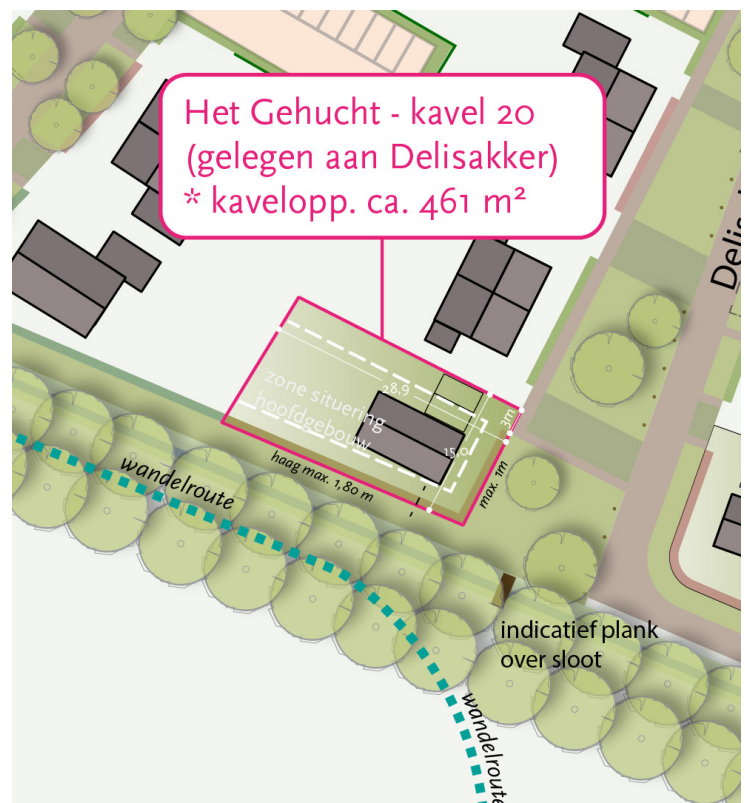 Het Gehucht - kavel 20
(gelegen aan Delisakker)
* kavelopp. ca. 461 m²
Delis
28,9
3m
zone situering
hoofdgebouw
15,0
haag max. 1,80 m
max. 1m
wandelroute
indicatief plank
over sloot
wandelroute